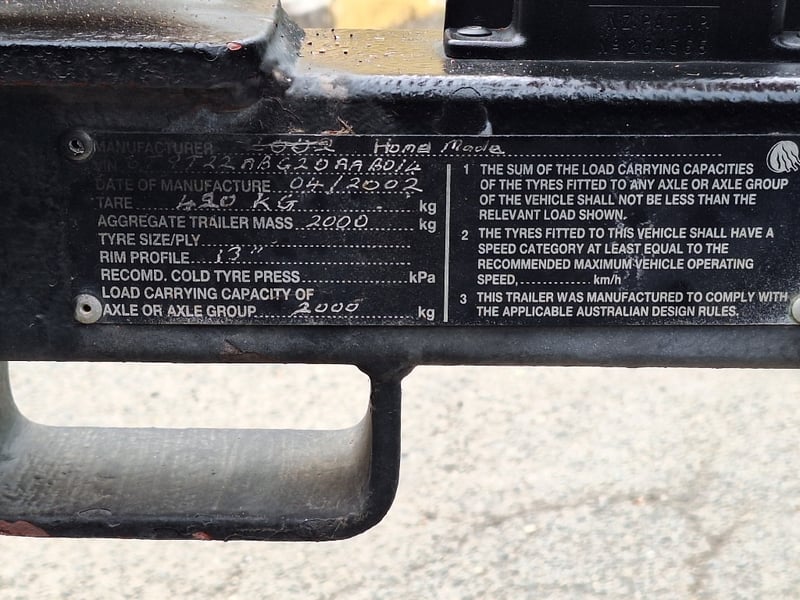 MANUFACTURER 2002 Home Made
VIN 9T22ABG20AABD14
DATE OF MANUFACTURE 04/2002
TARE 420 KG kg
AGGREGATE TRAILER MASS 2000 kg
TYRE SIZE/PLY
RIM PROFILE 13"
RECOMD. COLD TYRE PRESS kPa
LOAD CARRYING CAPACITY OF
AXLE OR AXLE GROUP 2000 kg
1 THE SUM OF THE LOAD CARRYING CAPACITIES
OF THE TYRES FITTED TO ANY AXLE OR AXLE GROUP
OF THE VEHICLE SHALL NOT BE LESS THAN THE
RELEVANT LOAD SHOWN.
2 THE TYRES FITTED TO THIS VEHICLE SHALL HAVE A
SPEED CATEGORY AT LEAST EQUAL TO THE
RECOMMENDED MAXIMUM VEHICLE OPERATING
SPEED, km/h
3 THIS TRAILER WAS MANUFACTURED TO COMPLY WITH
THE APPLICABLE AUSTRALIAN DESIGN RULES.